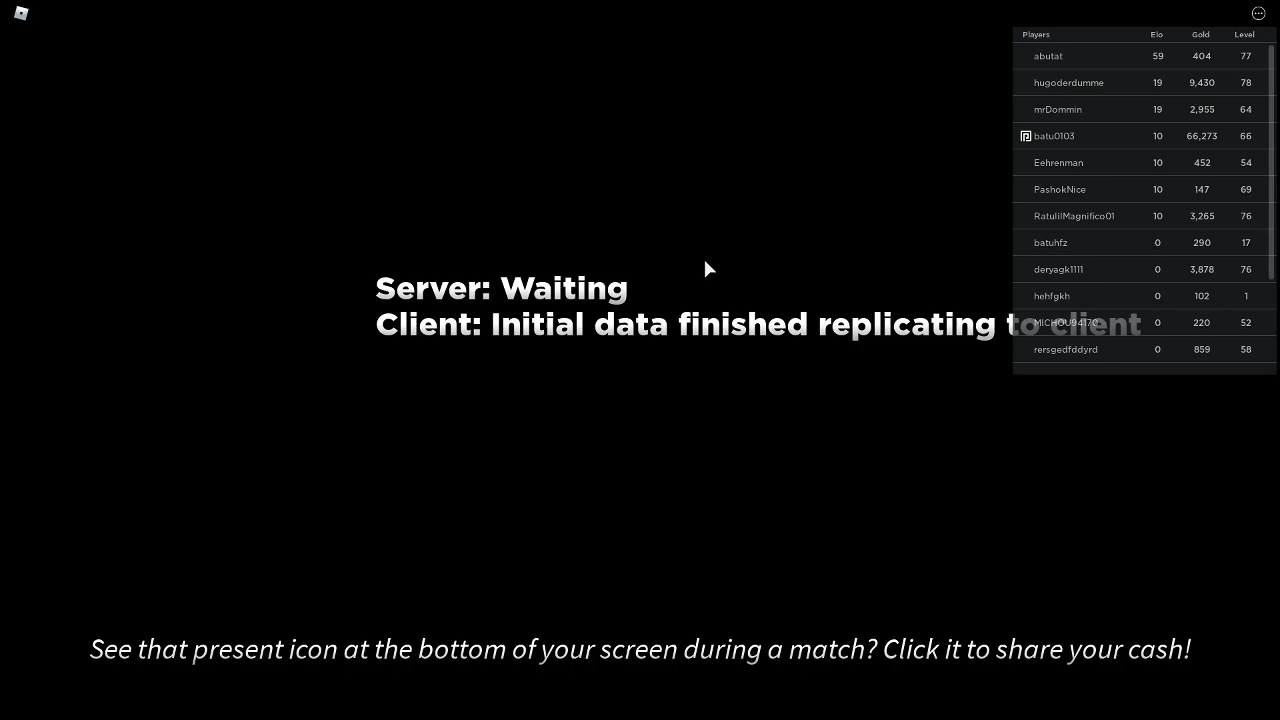 Players Elo Gold Level
abutat 59 404 77
hugoderdumme 19 9,430 78
mrDommin 19 2,955 64
batu0103 10 66,273 66
Eehrenman 10 452 54
PashokNice 10 147 69
RatulilMagnifico01 10 3,265 76
batuhfz 0 290 17
deryagk1111 0 3,878 76
hehfgkh 0 102 1
MICHOU94170 0 220 52
rersgedfddyrd 0 859 58
Server: Waiting
Client: Initial data finished replicating to client
See that present icon at the bottom of your screen during a match? Click it to share your cash!